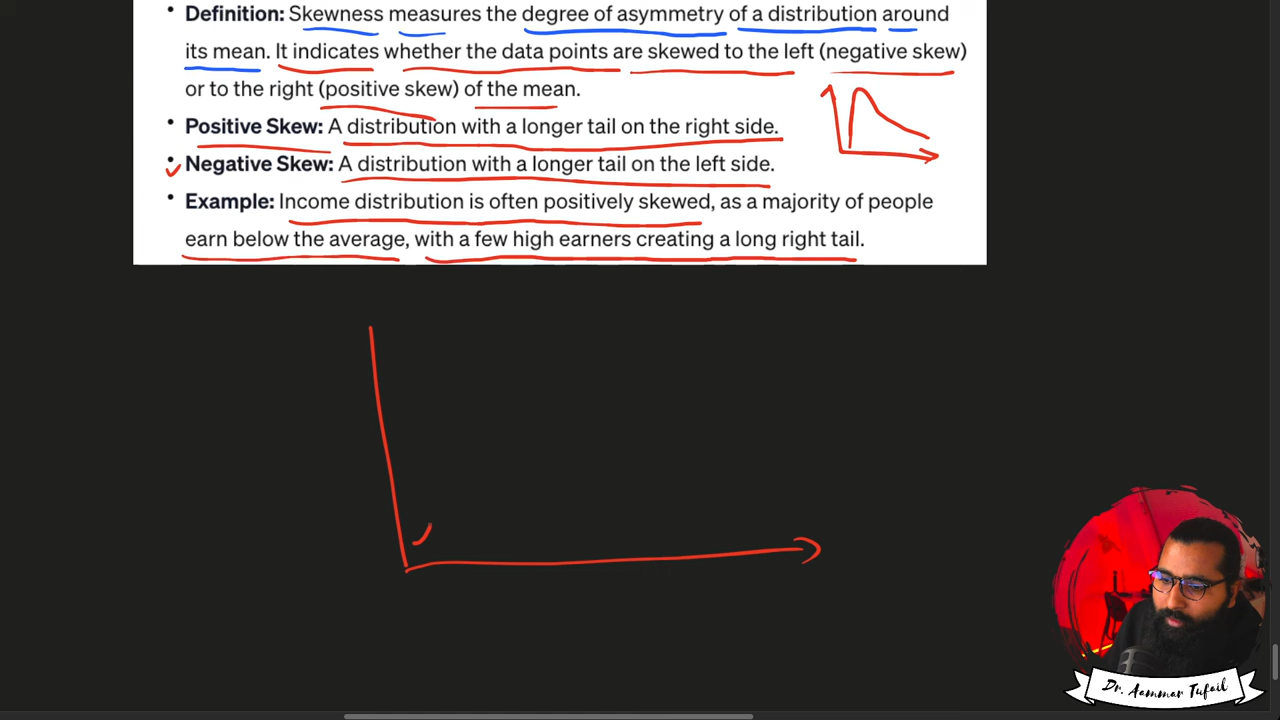 • Definition: Skewness measures the degree of asymmetry of a distribution around
its mean. It indicates whether the data points are skewed to the left (negative skew)
or to the right (positive skew) of the mean.
• Positive Skew: A distribution with a longer tail on the right side.
• Negative Skew: A distribution with a longer tail on the left side.
• Example: Income distribution is often positively skewed, as a majority of people
earn below the average, with a few high earners creating a long right tail.
Dr. Aammar Tufail